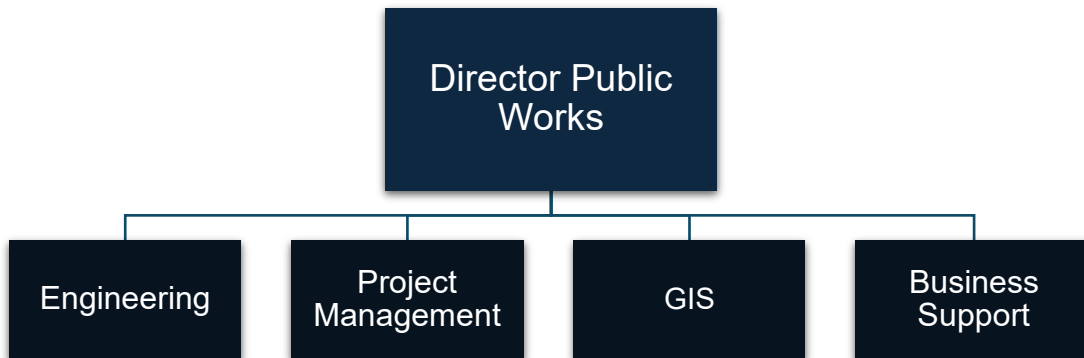 Director Public
Works
Engineering
Project
Management
GIS
Business
Support